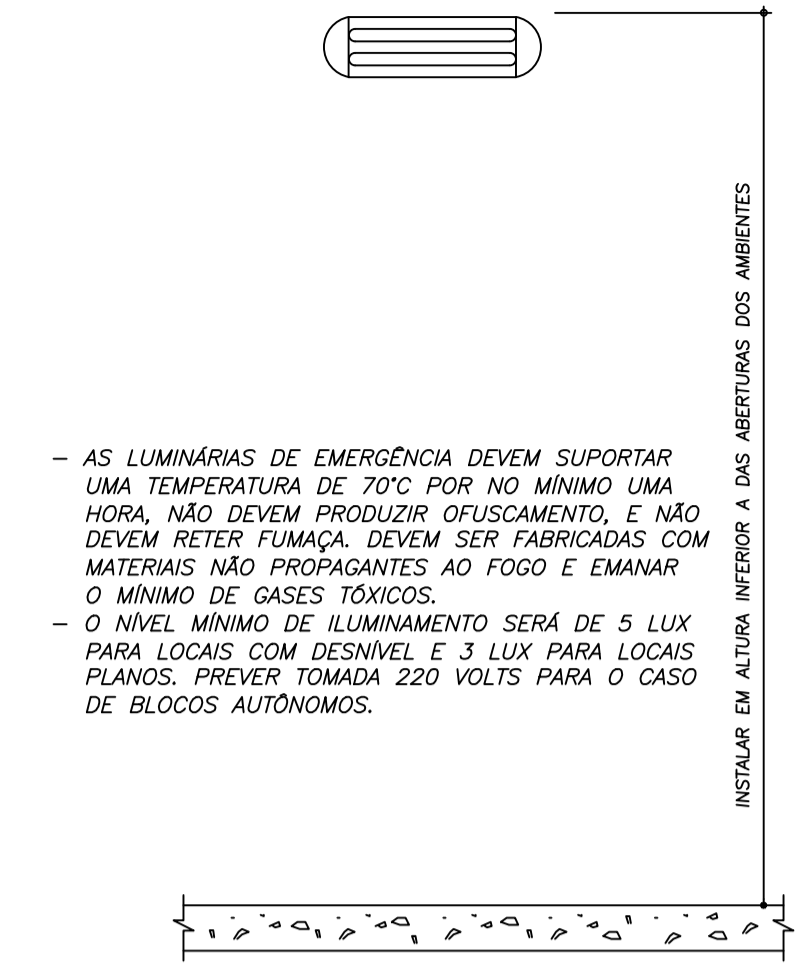 – AS LUMINÁRIAS DE EMERGÊNCIA DEVEM SUPORTAR
UMA TEMPERATURA DE 70°C POR NO MÍNIMO UMA
HORA, NÃO DEVEM PRODUZIR OFUSCAMENTO, E NÃO
DEVEM RETER FUMAÇA. DEVEM SER FABRICADAS COM
MATERIAIS NÃO PROPAGANTES AO FOGO E EMANAR
O MÍNIMO DE GASES TÓXICOS.
– O NÍVEL MÍNIMO DE ILUMINAMENTO SERÁ DE 5 LUX
PARA LOCAIS COM DESNÍVEL E 3 LUX PARA LOCAIS
PLANOS. PREVER TOMADA 220 VOLTS PARA O CASO
DE BLOCOS AUTÔNOMOS.
INSTALAR EM ALTURA INFERIOR A DAS ABERTURAS DOS AMBIENTES